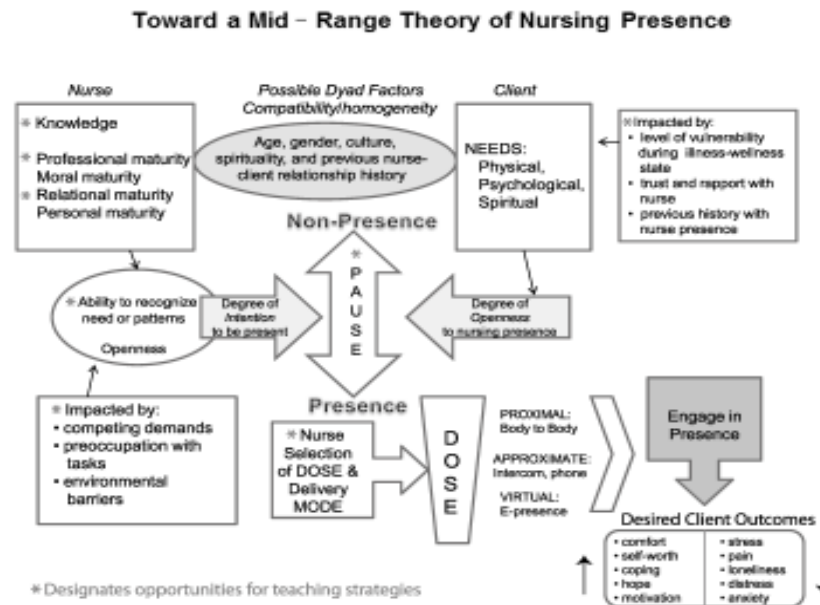 Toward a Mid - Range Theory of Nursing Presence
Nurse
* Knowledge
* Professional maturity
Moral maturity
* Relational maturity
Personal maturity
Possible Dyad Factors
Compatibility/homogeneity
Age, gender, culture,
spirituality, and previous nurse-
client relationship history
Client
NEEDS:
Physical,
Psychological,
Spiritual
*Impacted by:
• level of vulnerability
during illness-wellness
state
• trust and rapport with
nurse
• previous history with
nurse presence
Non-Presence
* PAUSE
Presence
* Ability to recognize
need or patterns
Openness
Degree of
Intention
to be present
Degree of
Openness
to nursing presence
* Impacted by:
• competing demands
• preoccupation with
tasks
• environmental
barriers
* Nurse
Selection
of DOSE &
Delivery
MODE
DOSE
PROXIMAL:
Body to Body
APPROXIMATE:
Intercom, phone
VIRTUAL:
E-presence
Engage in
Presence
Desired Client Outcomes
• comfort
• self-worth
• coping
• hope
• motivation
• stress
• pain
• loneliness
• distress
• anxiety
*Designates opportunities for teaching strategies